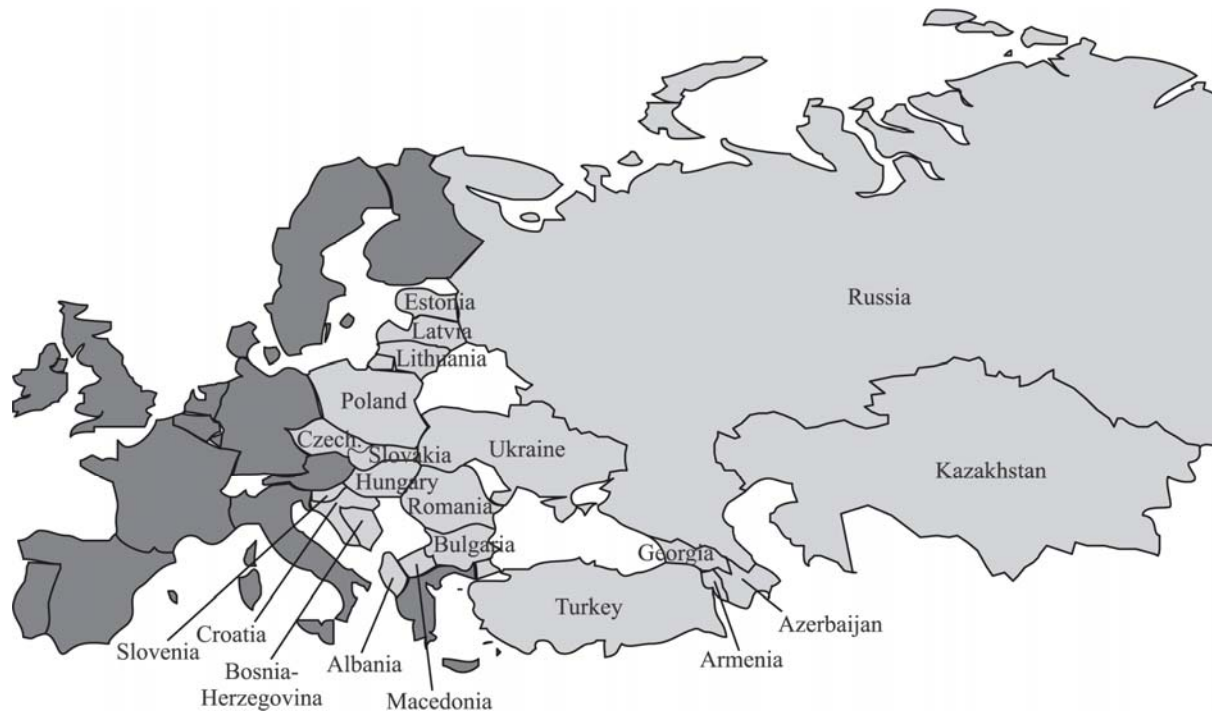 Russia
Estonia
Latvia
Lithuania
Poland
Czech.
Slovakia
Ukraine
Hungary
Kazakhstan
Romania
Bulgaria
Georgia
Turkey
Azerbaijan
Slovenia
Croatia
Bosnia-
Herzegovina
Albania
Macedonia
Armenia